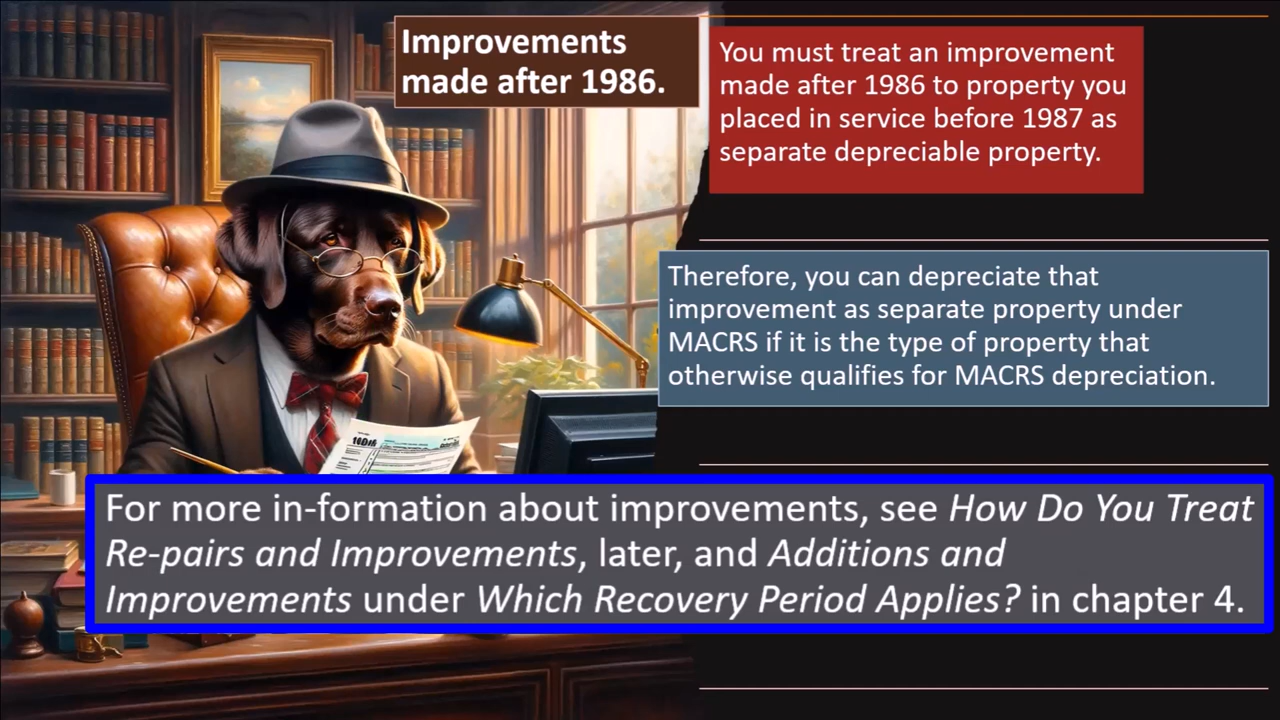 Improvements
made after 1986.
You must treat an improvement
made after 1986 to property you
placed in service before 1987 as
separate depreciable property.
Therefore, you can depreciate that
improvement as separate property under
MACRS if it is the type of property that
otherwise qualifies for MACRS depreciation.
For more in-formation about improvements, see How Do You Treat
Re-pairs and Improvements, later, and Additions and
Improvements under Which Recovery Period Applies? in chapter 4.